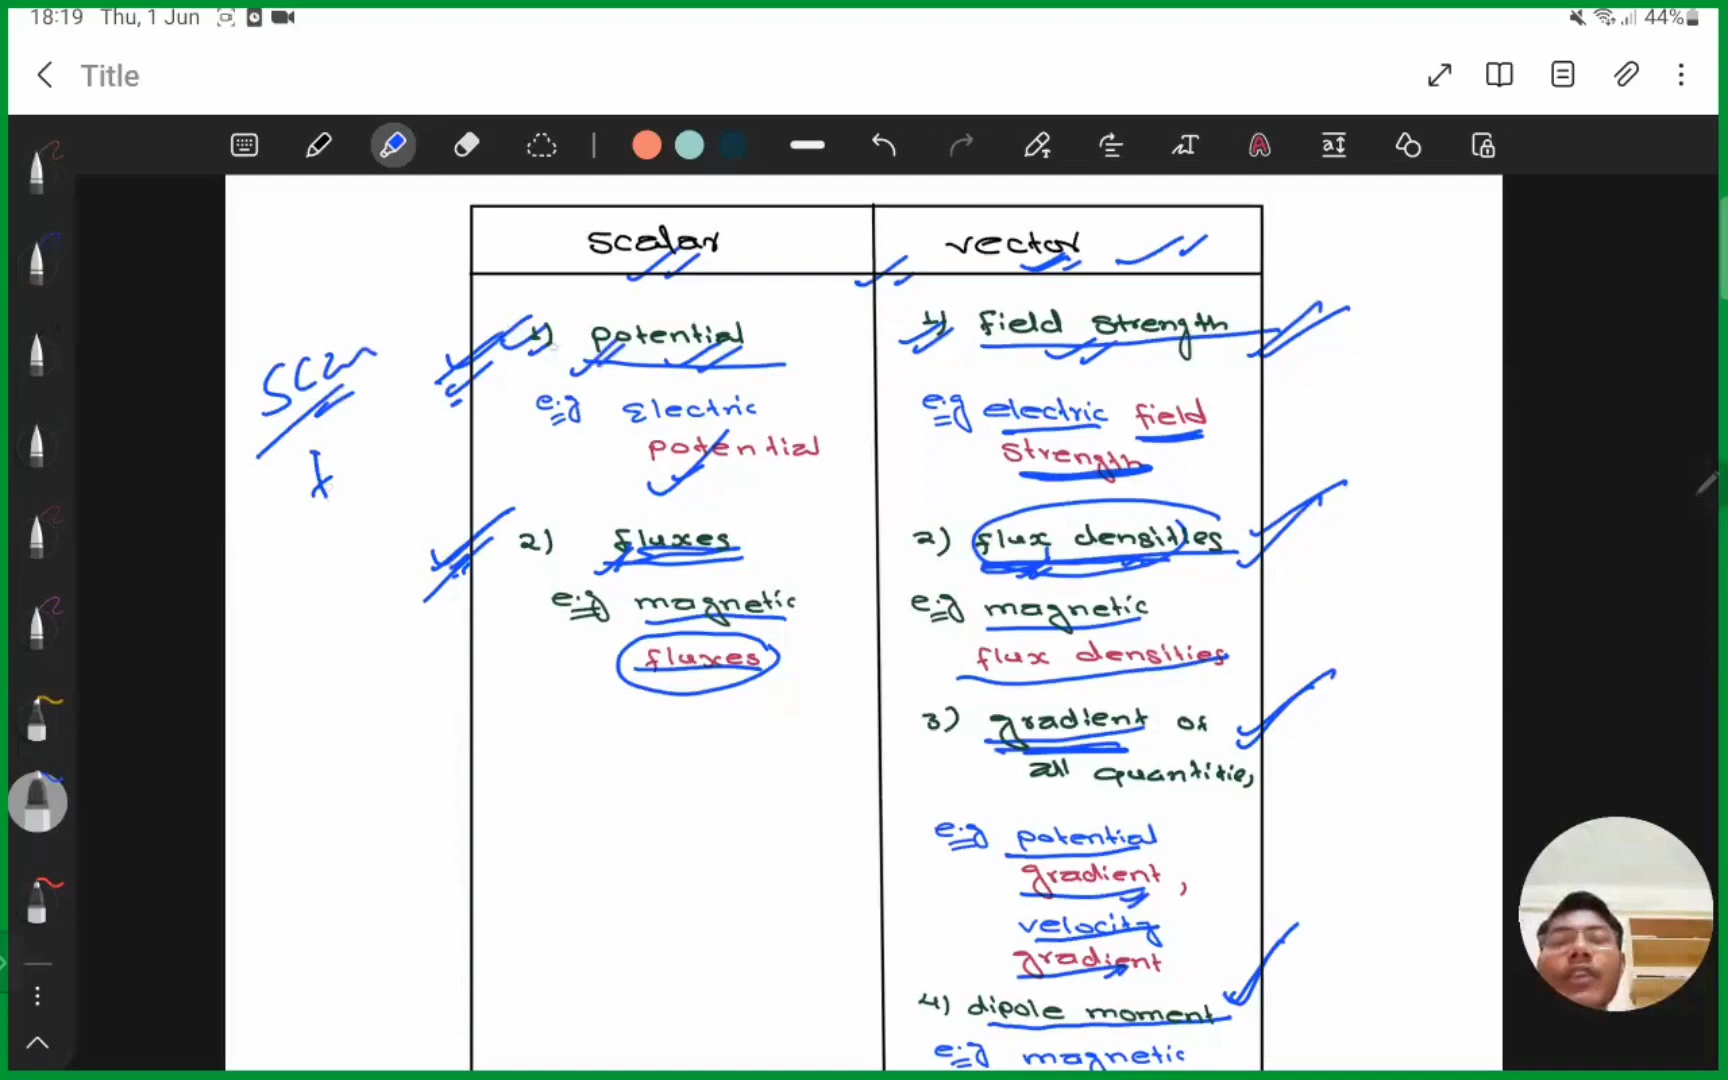 18:19 Thu, 1 Jun
44%
Title
scalar
vector
1) potential
e.g Electric
potential
2) fluxes
e.g magnetic
fluxes
1) field strength
e.g electric field
strength
2) flux densities
e.g magnetic
flux densities
3) gradient of
all quantities
e.g potential
gradient,
velocity
gradient
4) dipole moment
e.g magnetic